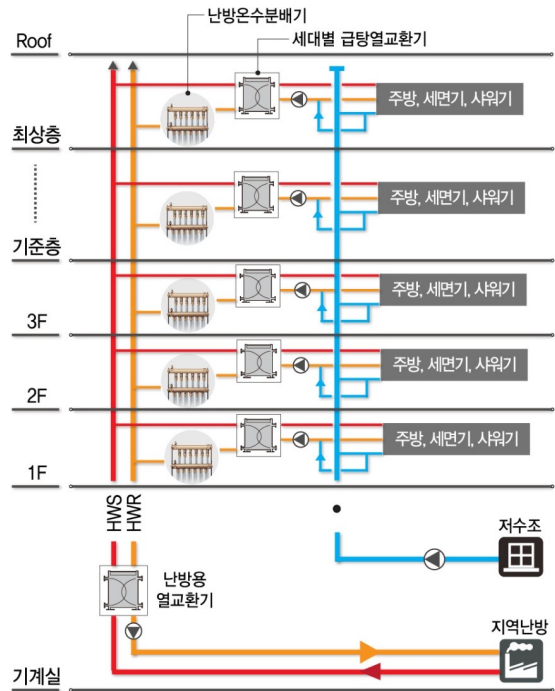 난방온수분배기
세대별 급탕열교환기
Roof
주방, 세면기, 샤워기
최상층
주방, 세면기, 샤워기
기준층
주방, 세면기, 샤워기
3F
주방, 세면기, 샤워기
2F
주방, 세면기, 샤워기
1F
HWS
HWR
저수조
난방용
열교환기
지역난방
기계실